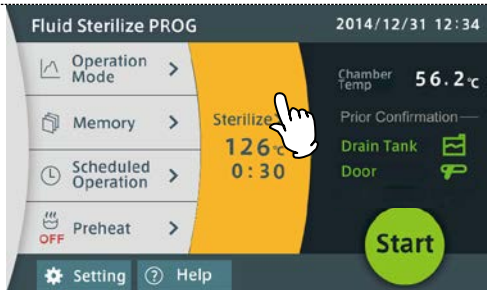 Fluid Sterilize PROG
2014/12/31 12:34
Operation
Mode
Memory
Scheduled
Operation
OFF
Preheat
Sterilize
126℃
0:30
Chamber
Temp
56.2℃
Prior Confirmation
Drain Tank
Door
Start
Setting
? Help